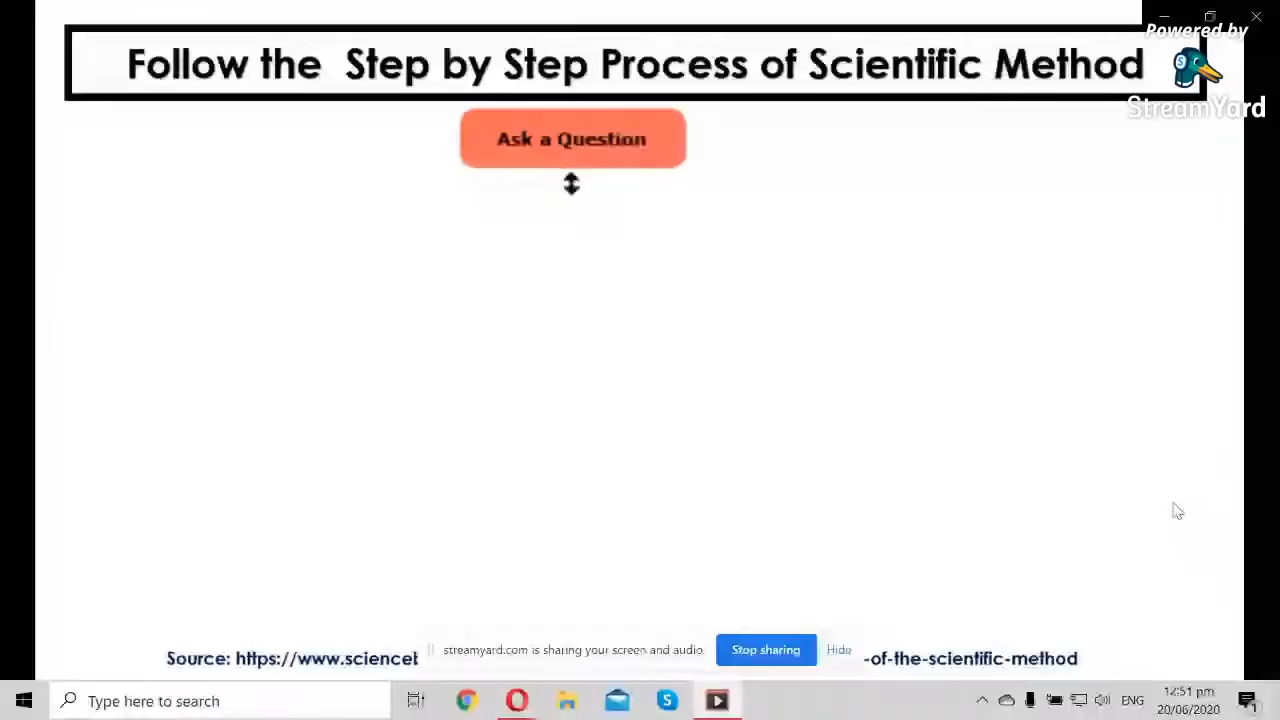 Powered by
Follow the Step by Step Process of Scientific Method
StreamYard
Ask a Question
streamyard.com is sharing your screen and audio.
Stop sharing
Hide
Source: https://www.scienceb
-of-the-scientific-method
Type here to search
ENG
12:51 pm
20/06/2020